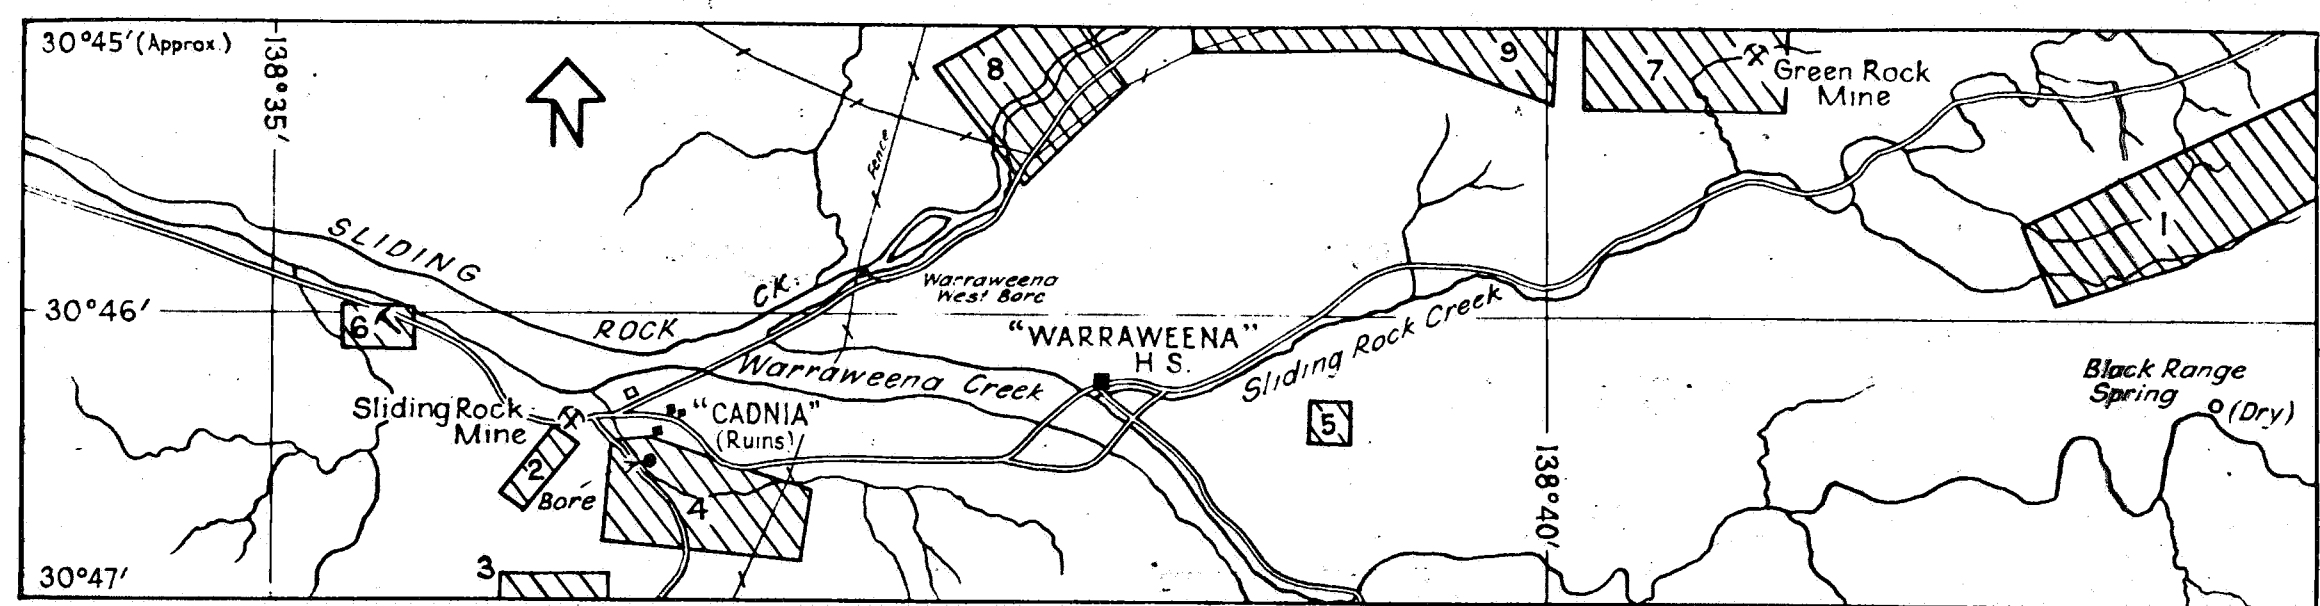 30°45' (Approx.)
138°35'
N
8
9
7
Green Rock
Mine
Fence
1
SLIDING
ROCK
CK.
Warraweena
West Bore
30°46'
6
"WARRAWEENA"
H S.
Sliding Rock Creek
Warraweena Creek
Black Range
Spring
(Dry)
Sliding Rock
Mine
"CADNIA"
(Ruins)
5
2
Bore
4
138°40'
3
30°47'